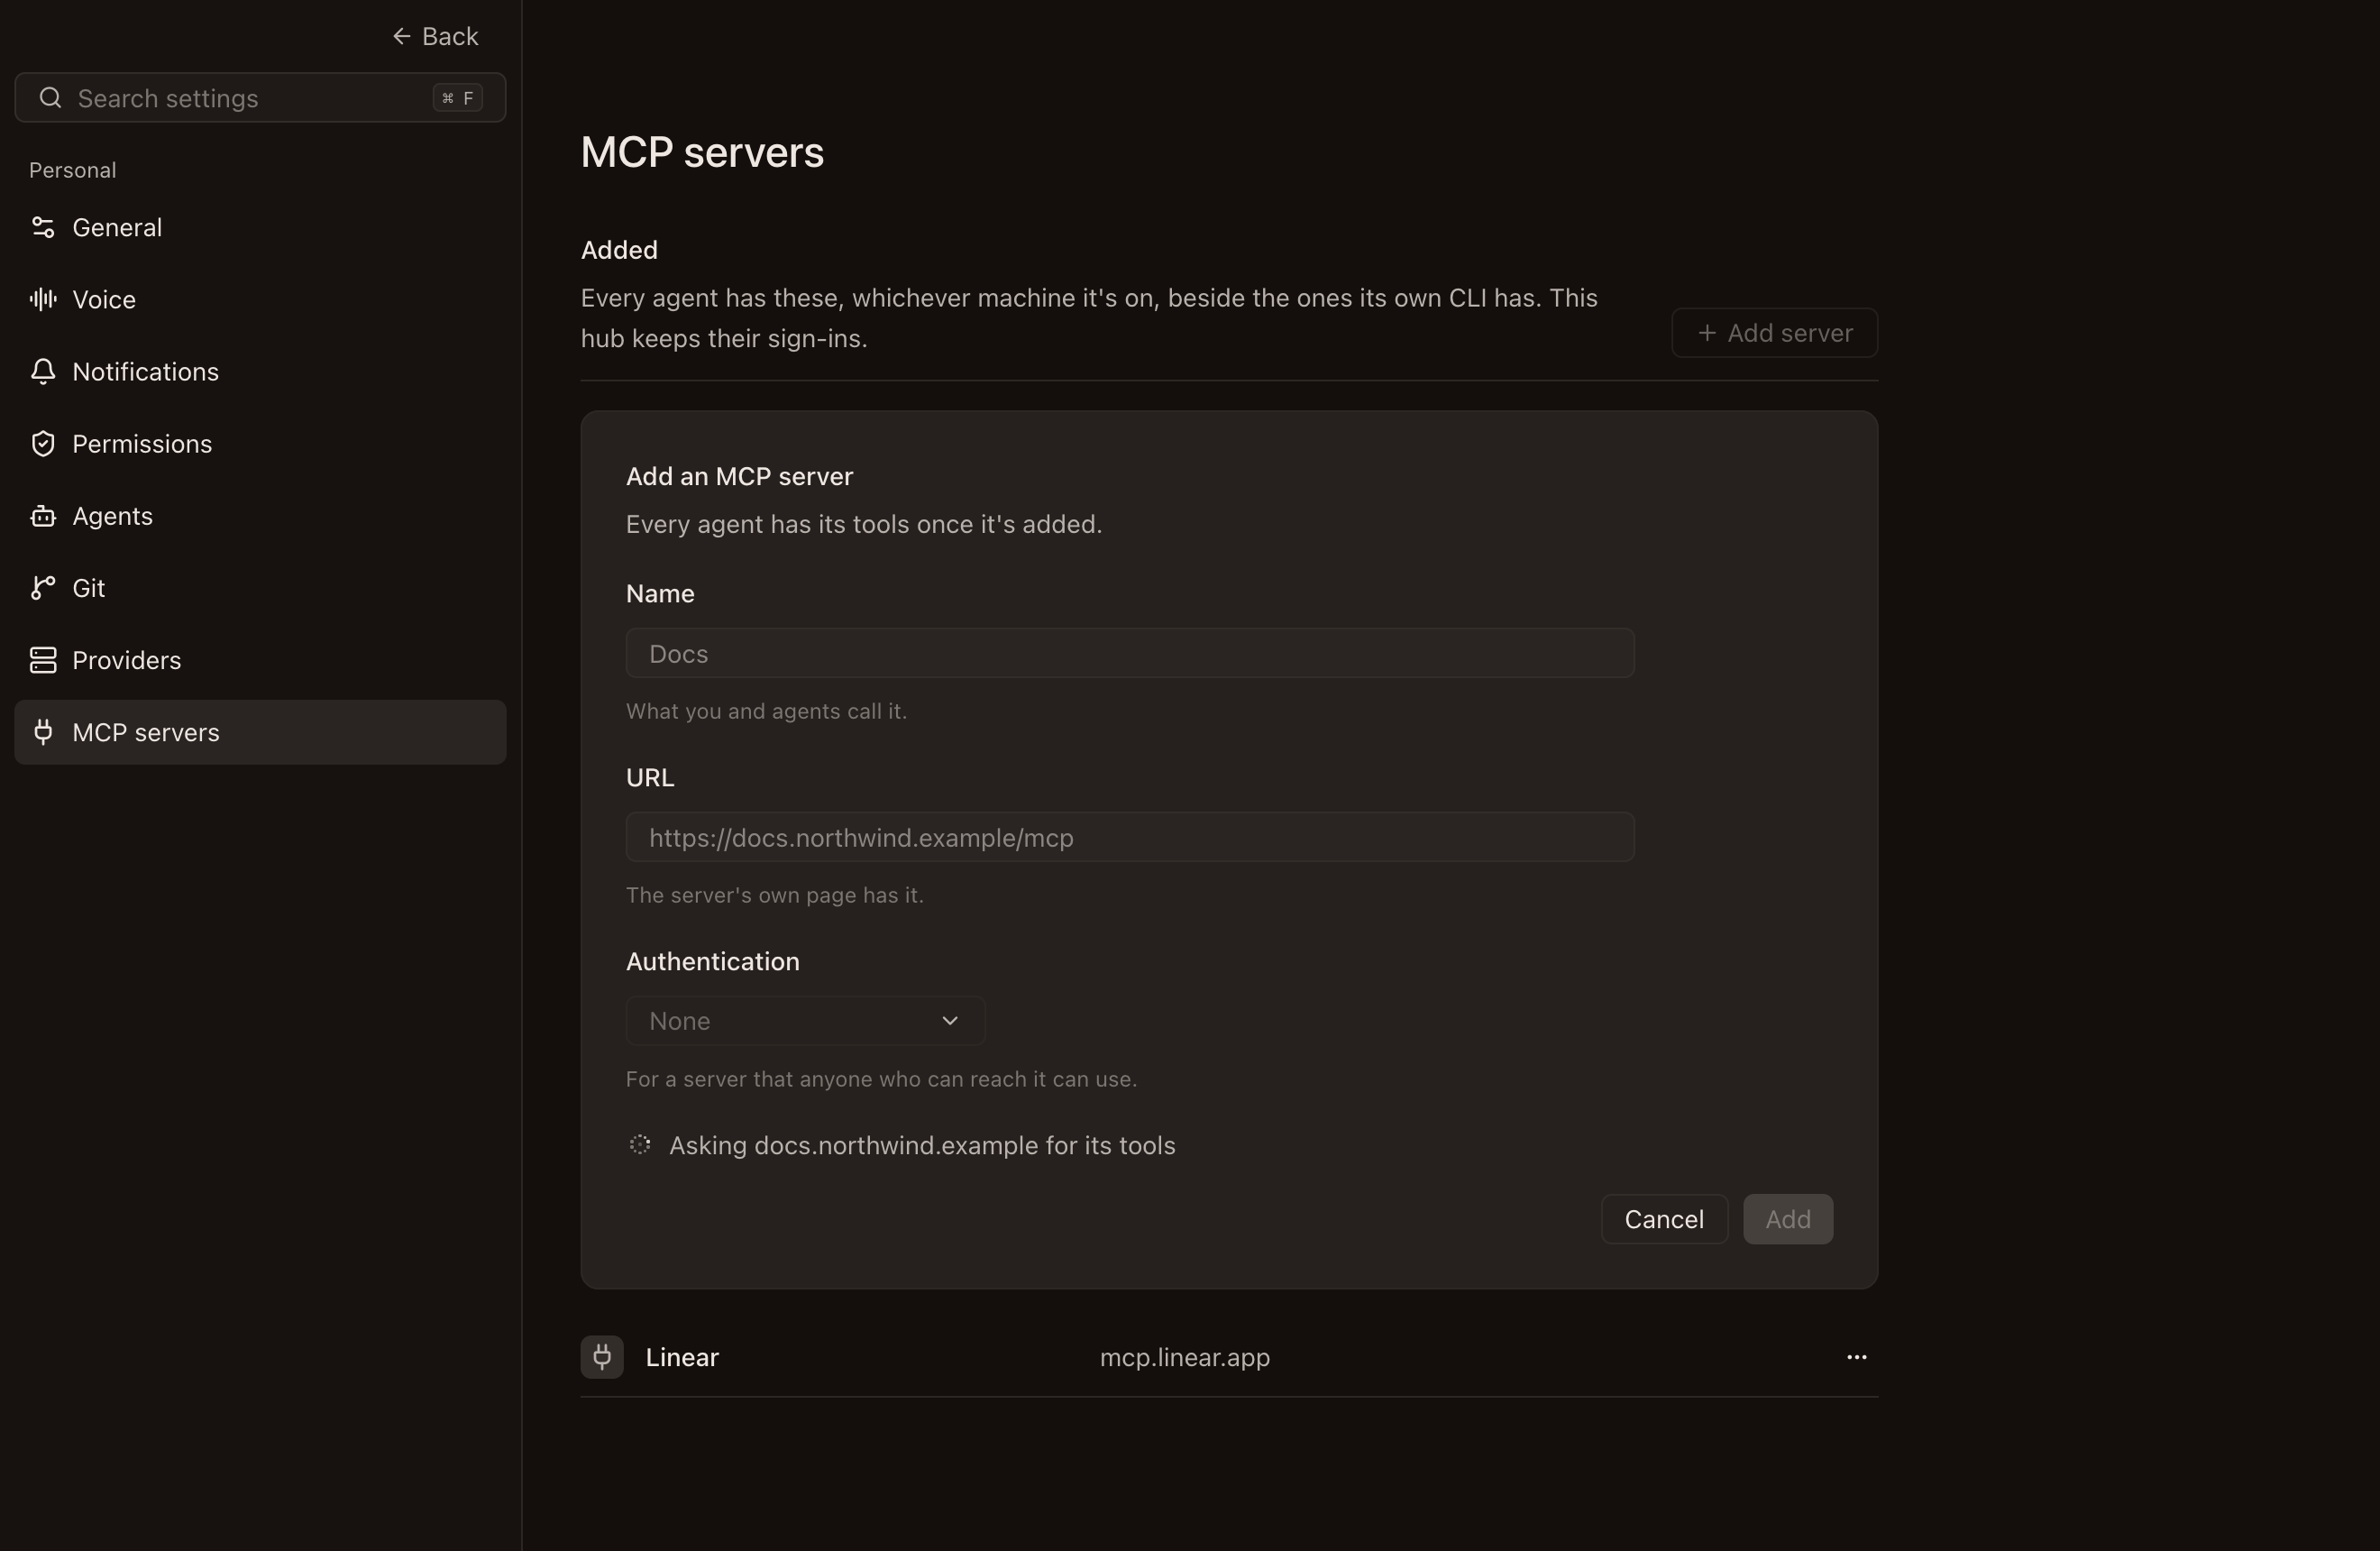 Back
Search settings
⌘ F
Personal
General
Voice
Notifications
Permissions
Agents
Git
Providers
MCP servers
MCP servers
Added
Every agent has these, whichever machine it's on, beside the ones its own CLI has. This
hub keeps their sign-ins.
Add server
Add an MCP server
Every agent has its tools once it's added.
Name
Docs
What you and agents call it.
URL
https://docs.northwind.example/mcp
The server's own page has it.
Authentication
None
For a server that anyone who can reach it can use.
Asking docs.northwind.example for its tools
Cancel
Add
Linear
mcp.linear.app